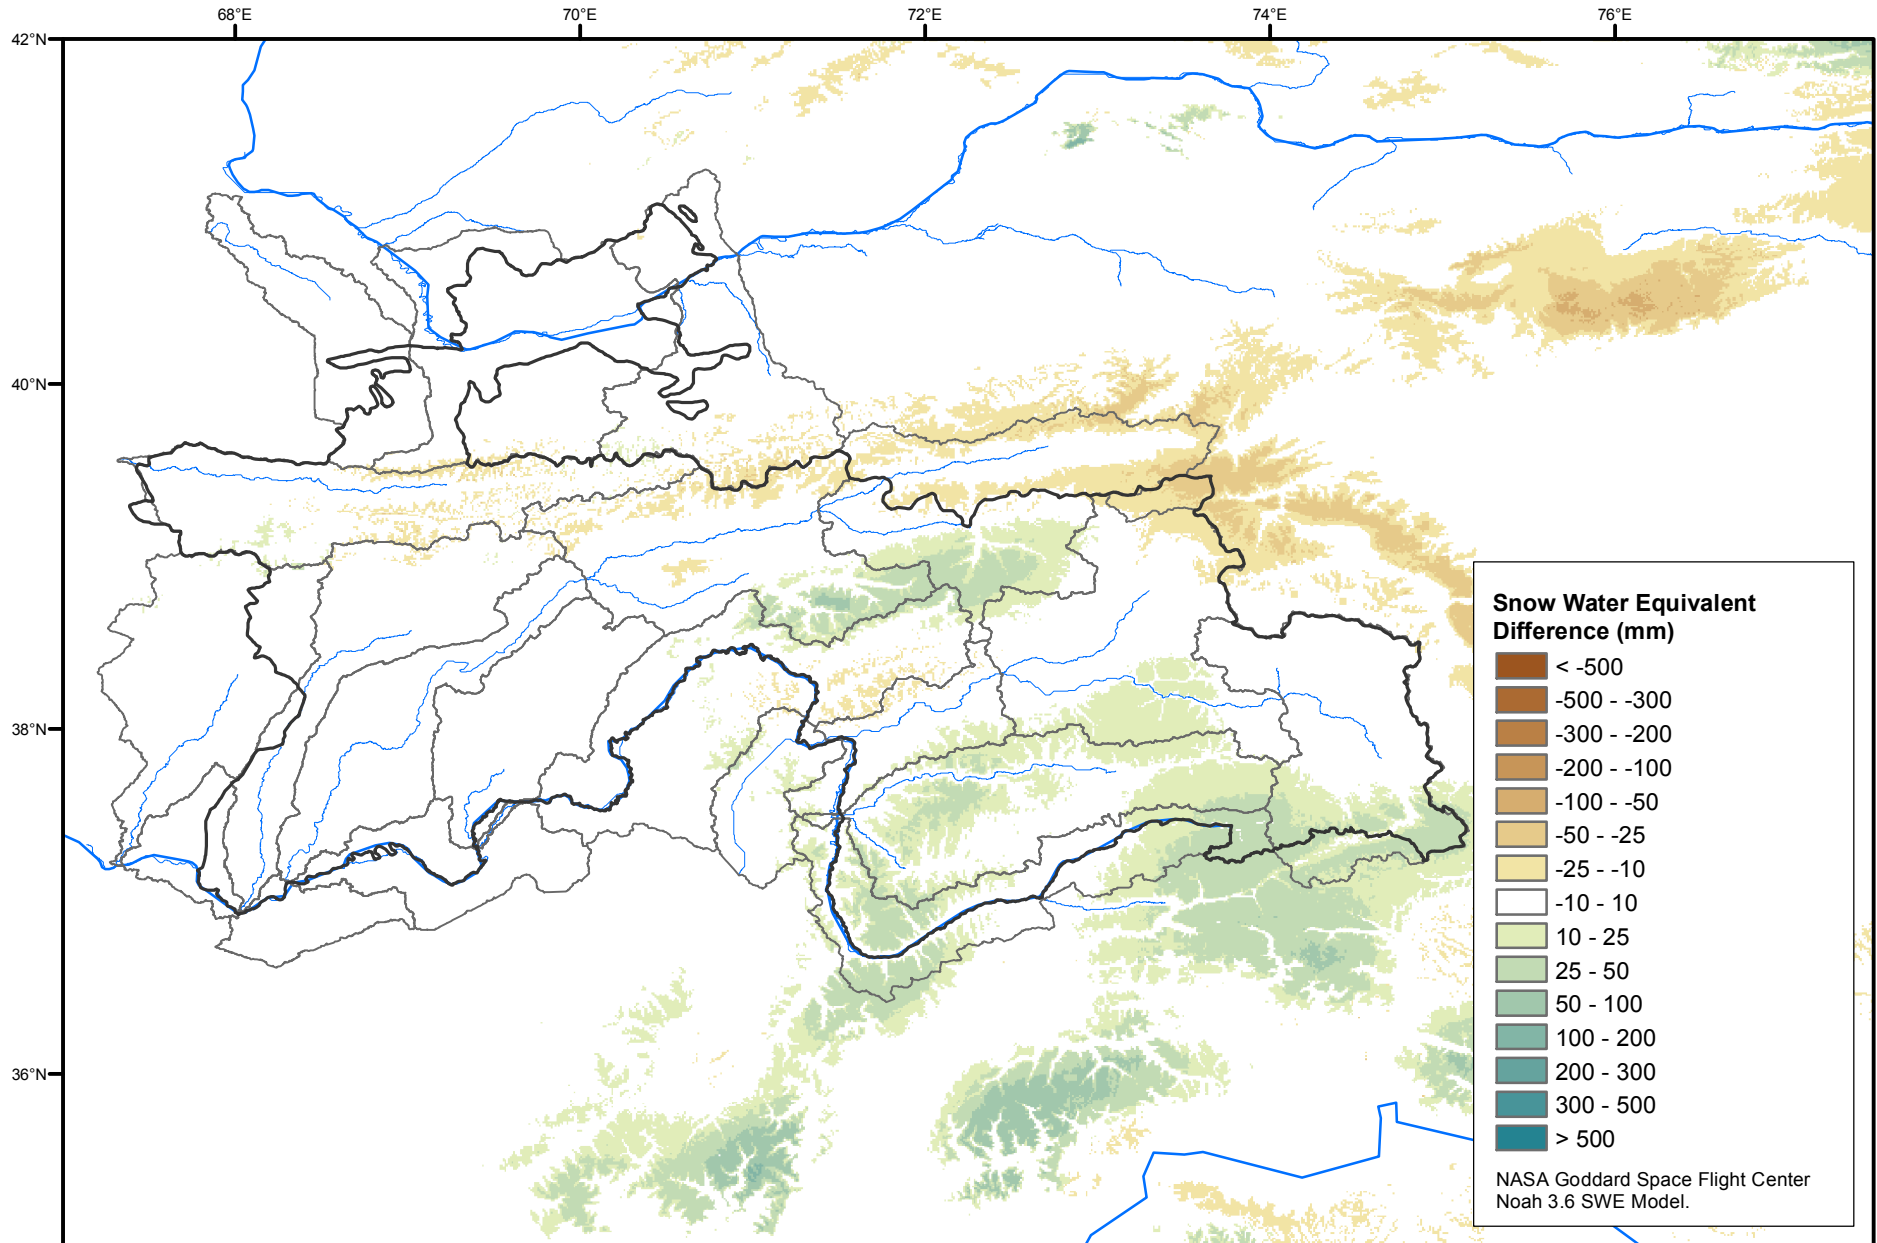 68°E
70°E
72°E
74°E
76°E
42°N
40°N
38°N
36°N
Snow Water Equivalent
Difference (mm)
< -500
-500 - -300
-300 - -200
-200 - -100
-100 - -50
-50 - -25
-25 - -10
-10 - 10
10 - 25
25 - 50
50 - 100
100 - 200
200 - 300
300 - 500
> 500
NASA Goddard Space Flight Center
Noah 3.6 SWE Model.